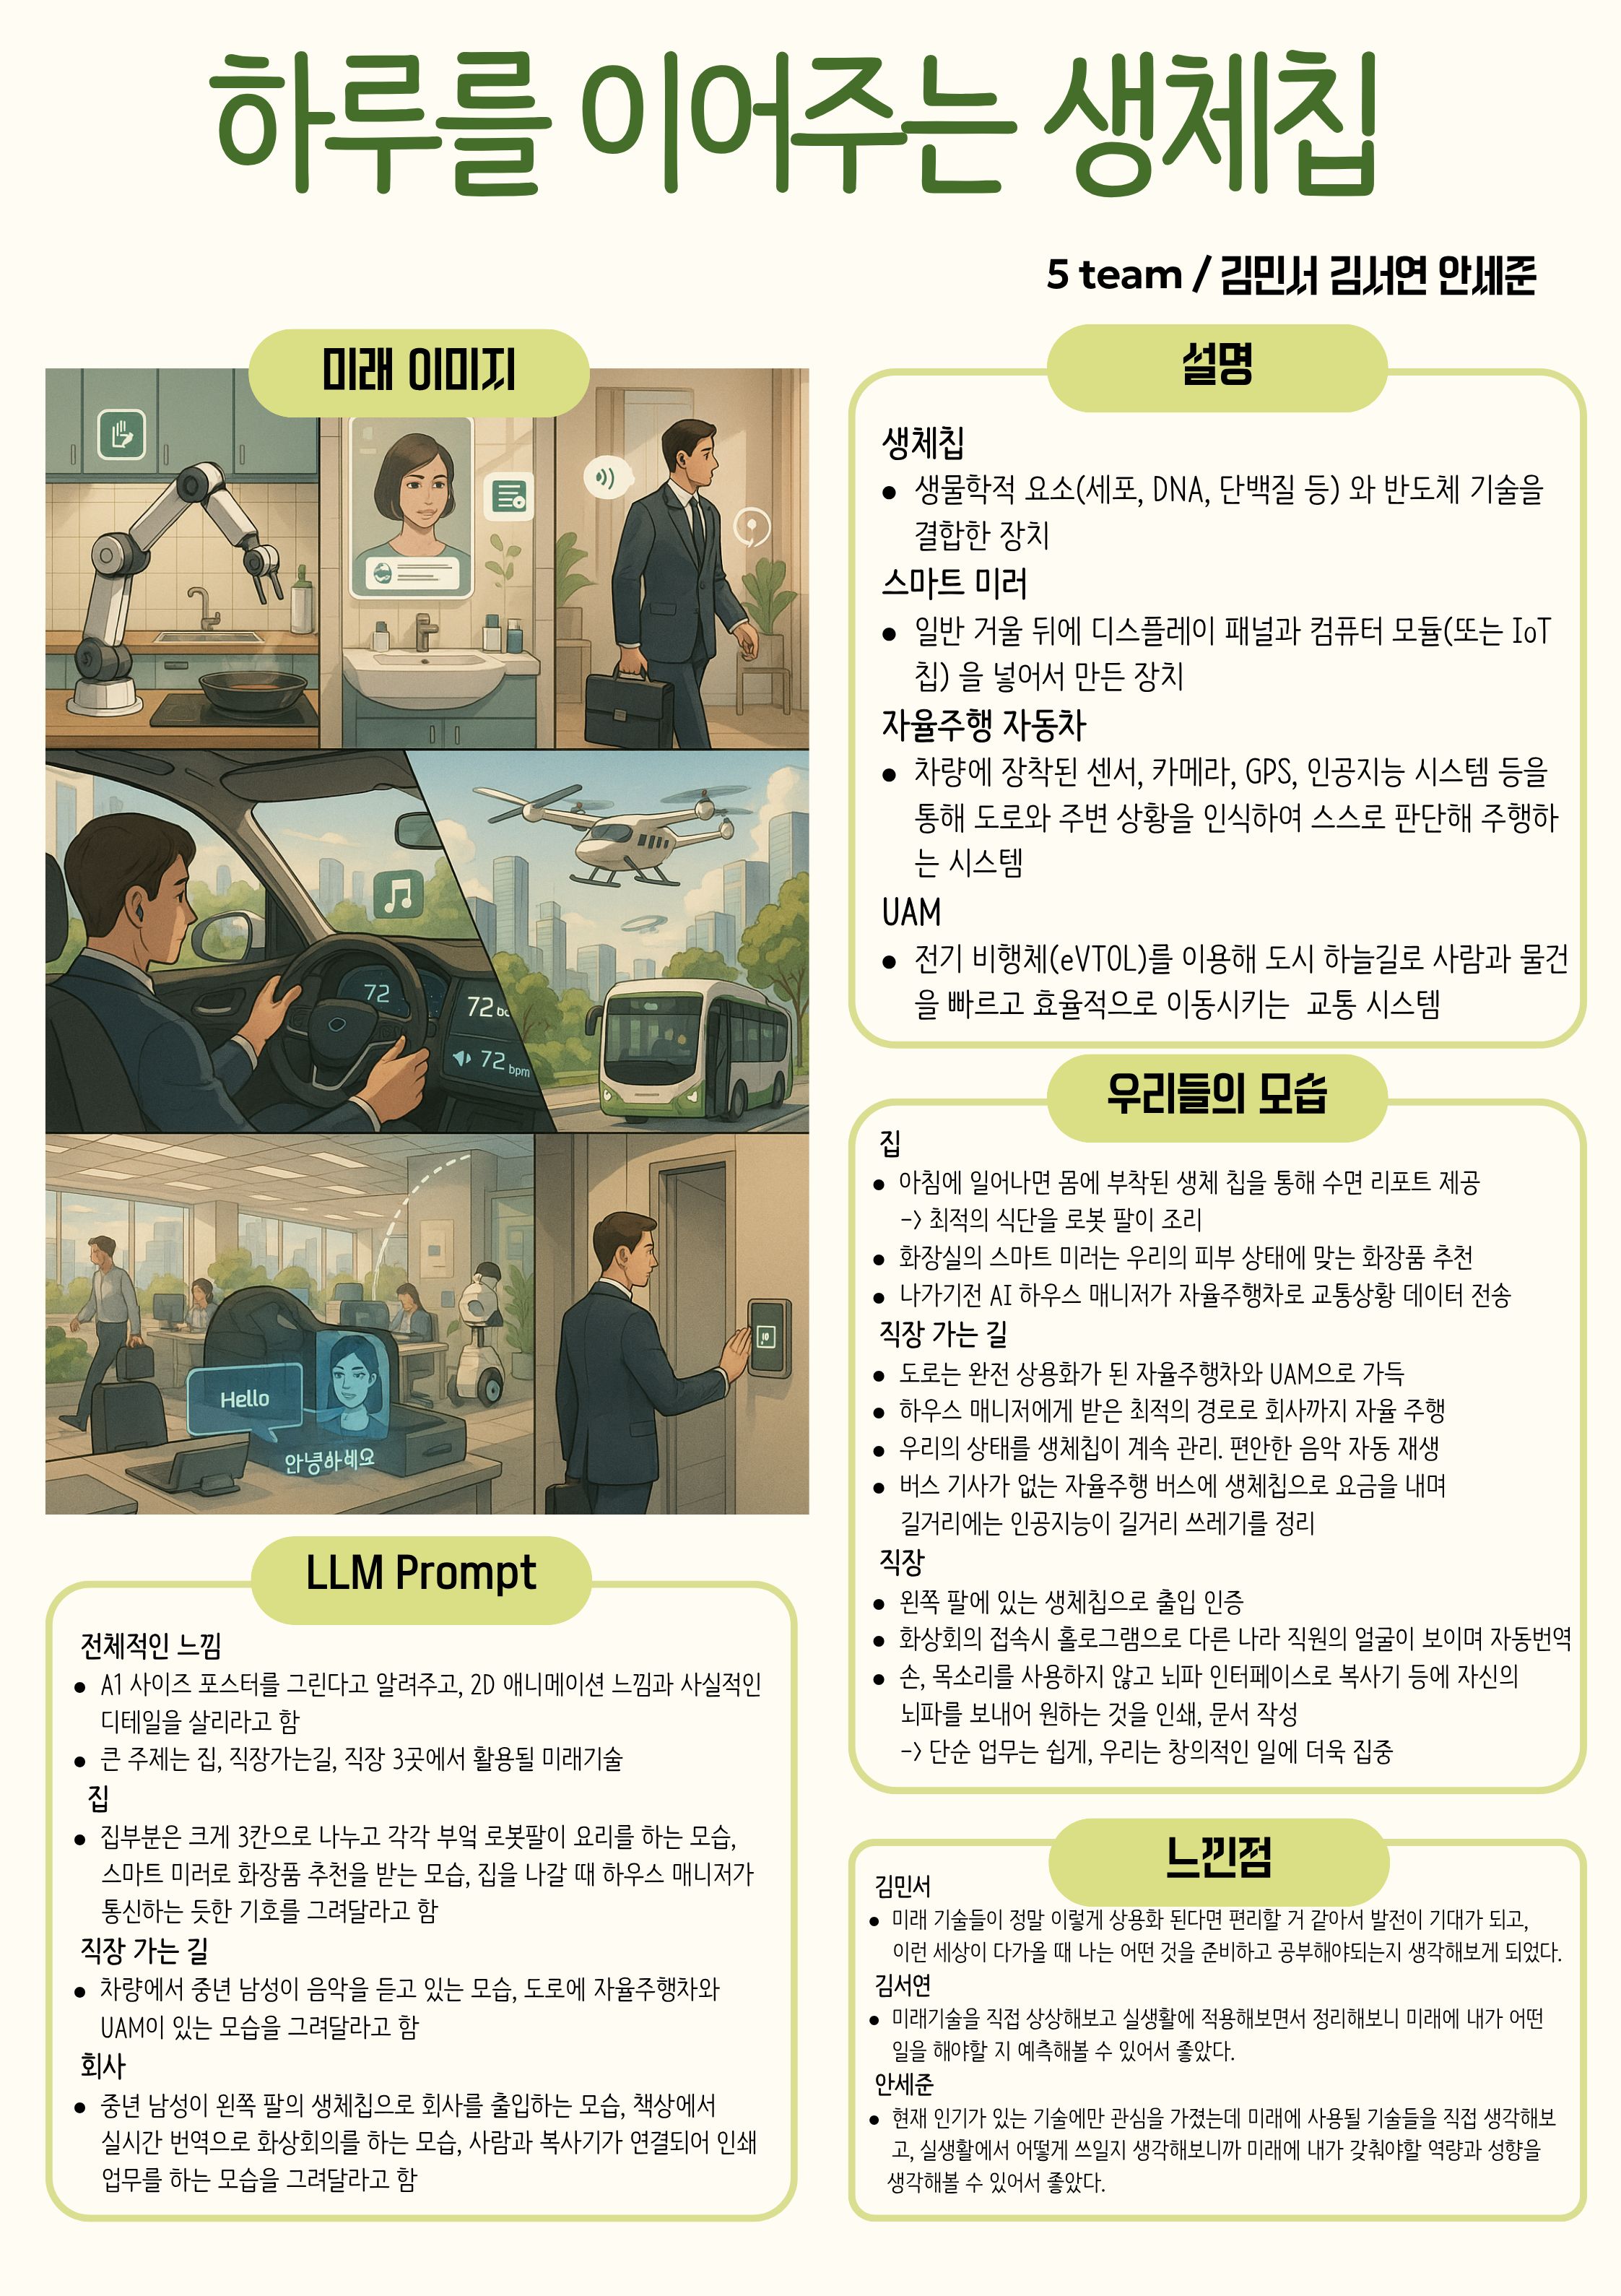 하루를 이어주는 생체칩
5 team / 김민서 김서연 안세준
미래 이미지
72
72
72 bpm
Hello
안녕하세요
LLM Prompt
전체적인 느낌
● A1 사이즈 포스터를 그린다고 알려주고, 2D 애니메이션 느낌과 사실적인
디테일을 살리라고 함
● 큰 주제는 집, 직장가는길, 직장 3곳에서 활용될 미래기술
집
● 집부분은 크게 3칸으로 나누고 각각 부엌 로봇팔이 요리를 하는 모습,
스마트 미러로 화장품 추천을 받는 모습, 집을 나갈 때 하우스 매니저가
통신하는 듯한 기호를 그려달라고 함
직장 가는 길
● 차량에서 중년 남성이 음악을 듣고 있는 모습, 도로에 자율주행차와
UAM이 있는 모습을 그려달라고 함
회사
● 중년 남성이 왼쪽 팔의 생체칩으로 회사를 출입하는 모습, 책상에서
실시간 번역으로 화상회의를 하는 모습, 사람과 복사기가 연결되어 인쇄
업무를 하는 모습을 그려달라고 함
설명
생체칩
● 생물학적 요소(세포, DNA, 단백질 등) 와 반도체 기술을
결합한 장치
스마트 미러
● 일반 거울 뒤에 디스플레이 패널과 컴퓨터 모듈(또는 IoT
칩) 을 넣어서 만든 장치
자율주행 자동차
● 차량에 장착된 센서, 카메라, GPS, 인공지능 시스템 등을
통해 도로와 주변 상황을 인식하여 스스로 판단해 주행하
는 시스템
UAM
● 전기 비행체(eVTOL)를 이용해 도시 하늘길로 사람과 물건
을 빠르고 효율적으로 이동시키는 교통 시스템
우리들의 모습
집
● 아침에 일어나면 몸에 부착된 생체 칩을 통해 수면 리포트 제공
-> 최적의 식단을 로봇 팔이 조리
● 화장실의 스마트 미러는 우리의 피부 상태에 맞는 화장품 추천
● 나가기전 AI 하우스 매니저가 자율주행차로 교통상황 데이터 전송
직장 가는 길
● 도로는 완전 상용화가 된 자율주행차와 UAM으로 가득
● 하우스 매니저에게 받은 최적의 경로로 회사까지 자율 주행
● 우리의 상태를 생체칩이 계속 관리. 편안한 음악 자동 재생
● 버스 기사가 없는 자율주행 버스에 생체칩으로 요금을 내며
길거리에는 인공지능이 길거리 쓰레기를 정리
직장
● 왼쪽 팔에 있는 생체칩으로 출입 인증
● 화상회의 접속시 홀로그램으로 다른 나라 직원의 얼굴이 보이며 자동번역
● 손, 목소리를 사용하지 않고 뇌파 인터페이스로 복사기 등에 자신의
뇌파를 보내어 원하는 것을 인쇄, 문서 작성
-> 단순 업무는 쉽게, 우리는 창의적인 일에 더욱 집중
느낀점
김민서
● 미래 기술들이 정말 이렇게 상용화 된다면 편리할 거 같아서 발전이 기대가 되고,
이런 세상이 다가올 때 나는 어떤 것을 준비하고 공부해야되는지 생각해보게 되었다.
김서연
● 미래기술을 직접 상상해보고 실생활에 적용해보면서 정리해보니 미래에 내가 어떤
일을 해야할 지 예측해볼 수 있어서 좋았다.
안세준
● 현재 인기가 있는 기술에만 관심을 가졌는데 미래에 사용될 기술들을 직접 생각해보
고, 실생활에서 어떻게 쓰일지 생각해보니까 미래에 내가 갖춰야할 역량과 성향을
생각해볼 수 있어서 좋았다.